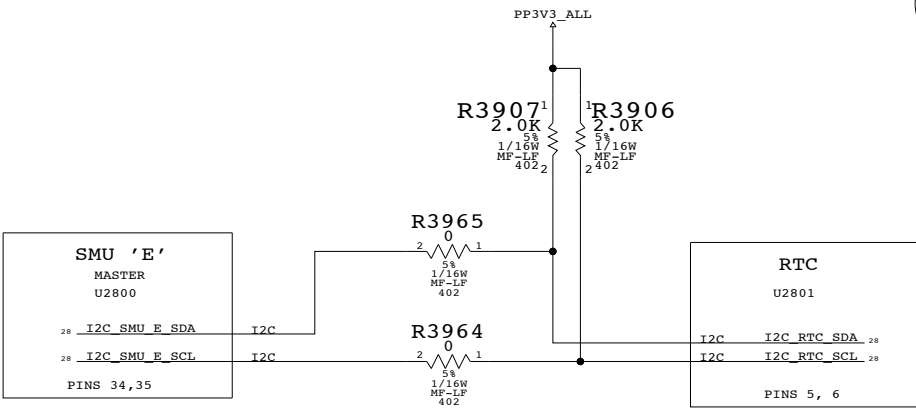 PP3V3_ALL
R3907
1
2.0K
5%
1/16W
MF-LF
402
2
1
R3906
2.0K
5%
1/16W
MF-LF
402
2
R3965
0
2
1
5%
1/16W
MF-LF
402
SMU 'E'
MASTER
U2800
28 I2C_SMU_E_SDA I2C
28 I2C_SMU_E_SCL I2C
PINS 34,35
R3964
0
2
1
5%
1/16W
MF-LF
402
RTC
U2801
I2C I2C_RTC_SDA 28
I2C I2C_RTC_SCL 28
PINS 5, 6